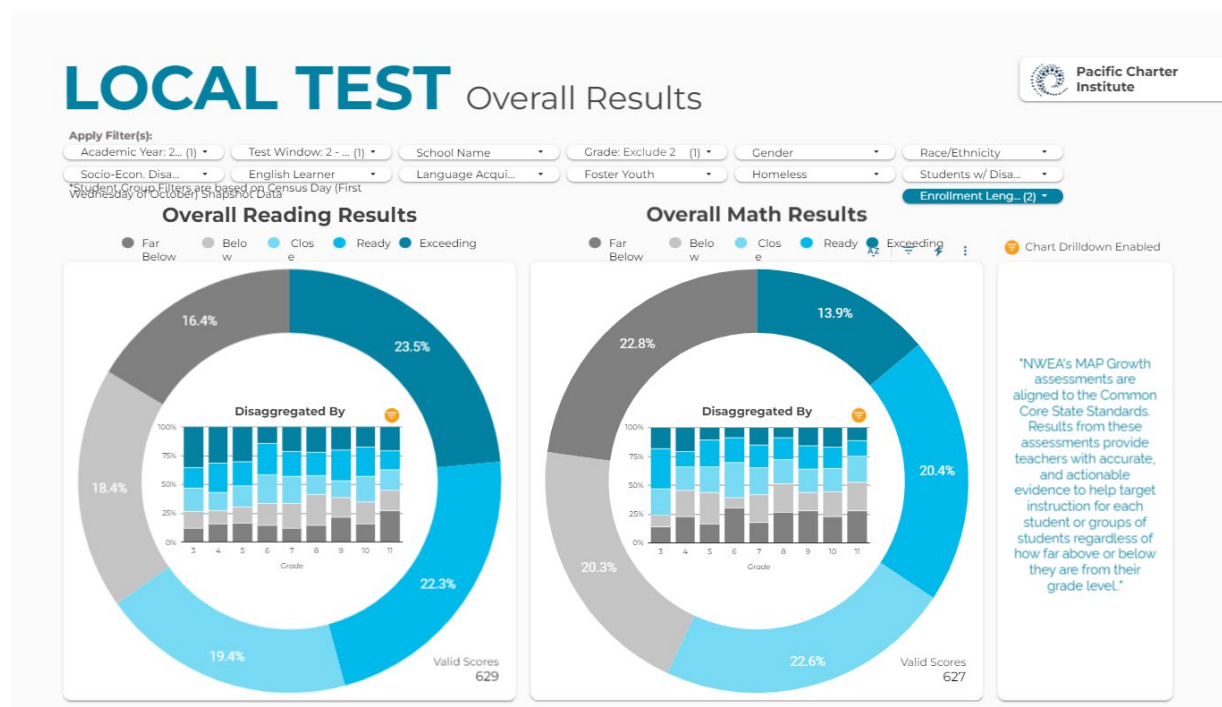 LOCAL TEST Overall Results
Pacific Charter
Institute
Apply Filter(s):
Academic Year: 2... (1)
Test Window: 2 - ... (1)
School Name
Grade: Exclude 2 (1)
Gender
Race/Ethnicity
Socio-Econ. Disa...
English Learner
Language Acqui...
Foster Youth
Homeless
Students w/ Disa...
*Student Group Filters are based on Census Day (First
Wednesday of October) Snapshot Data
Enrollment Leng... (2)
Overall Reading Results
Far
Below
Belo
w
Clos
e
Ready
Exceeding
16.4%
23.5%
18.4%
22.3%
19.4%
Disaggregated By
100%
75%
50%
25%
0%
3 4 5 6 7 8 9 10 11
Grade
Valid Scores
629
Overall Math Results
Far
Below
Belo
w
Clos
e
Ready
Exceeding
AZ
13.9%
22.8%
20.4%
20.3%
22.6%
Disaggregated By
100%
75%
50%
25%
0%
3 4 5 6 7 8 9 10 11
Grade
Valid Scores
627
Chart Drilldown Enabled
"NWEA's MAP Growth
assessments are
aligned to the Common
Core State Standards.
Results from these
assessments provide
teachers with accurate,
and actionable
evidence to help target
instruction for each
student or groups of
students regardless of
how far above or below
they are from their
grade level."